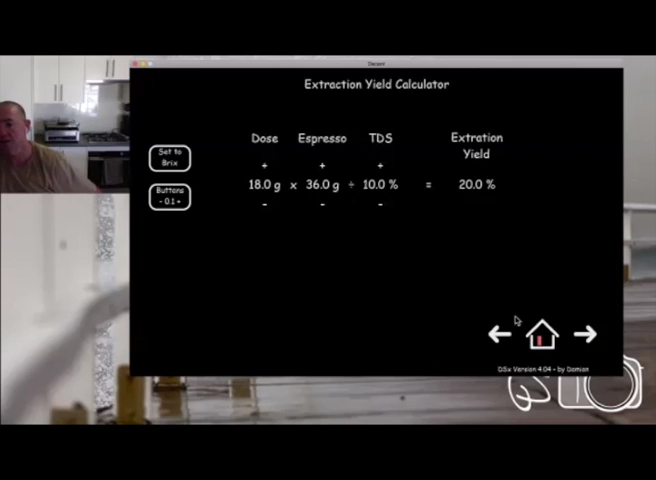 Decent
Extraction Yield Calculator
Dose Espresso TDS Extration Yield
Set to
Brix
+ + +
18.0 g x 36.0 g ÷ 10.0 % = 20.0 %
Buttons
- 0.1 +
- - -
DSx Version 4.04 - by Damian